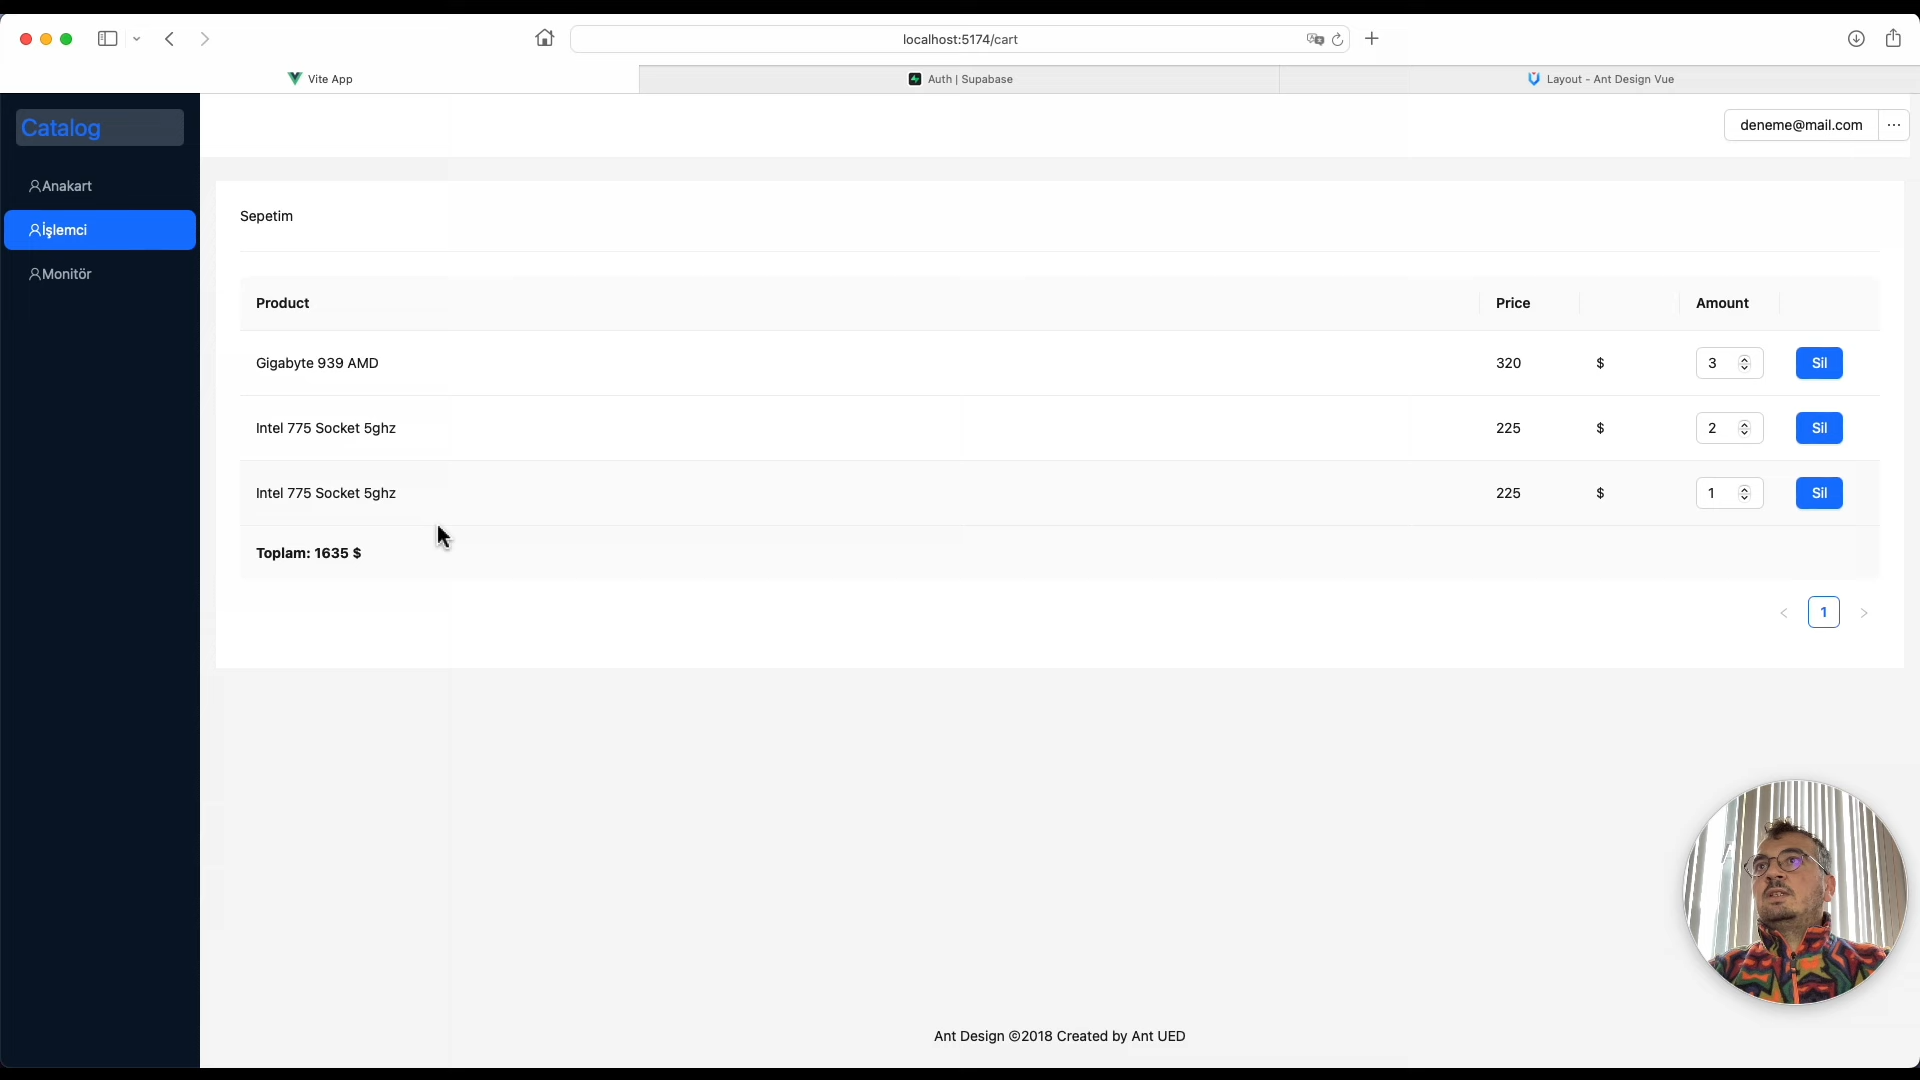 localhost:5174/cart
Vite App
Auth | Supabase
Layout - Ant Design Vue
Catalog
deneme@mail.com
Anakart
İşlemci
Monitör
Sepetim
Product Price Amount
Gigabyte 939 AMD 320 $ 3 Sil
Intel 775 Socket 5ghz 225 $ 2 Sil
Intel 775 Socket 5ghz 225 $ 1 Sil
Toplam: 1635 $
< 1 >
Ant Design ©2018 Created by Ant UED